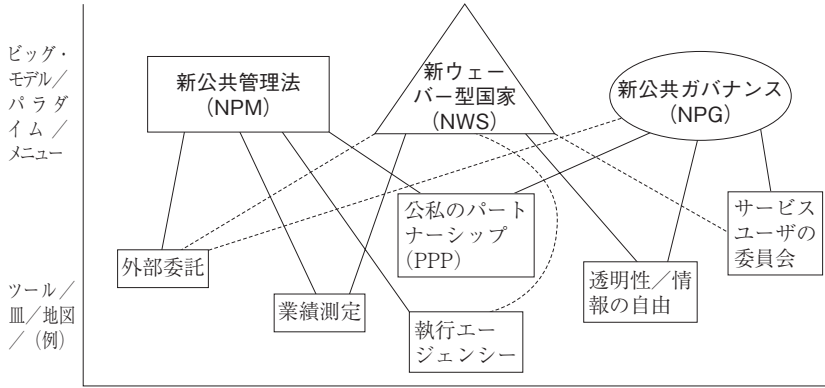 ビッグ・
モデル／
パラダ
イム／
メニュー
新公共管理法
(NPM)
新ウェー
バー型国家
(NWS)
新公共ガバナンス
(NPG)
ツール／
皿／地図
／（例）
外部委託
業績測定
公私のパート
ナーシップ
(PPP)
執行エー
ジェンシー
透明性／情
報の自由
サービス
ユーザの
委員会